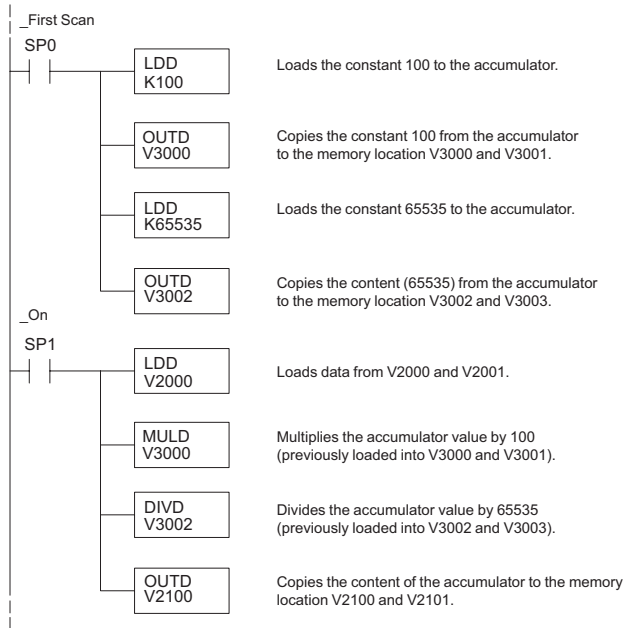 _First Scan
SP0
LDD
K100
Loads the constant 100 to the accumulator.
OUTD
V3000
Copies the constant 100 from the accumulator
to the memory location V3000 and V3001.
LDD
K65535
Loads the constant 65535 to the accumulator.
OUTD
V3002
Copies the content (65535) from the accumulator
to the memory location V3002 and V3003.
_On
SP1
LDD
V2000
Loads data from V2000 and V2001.
MULD
V3000
Multiplies the accumulator value by 100
(previously loaded into V3000 and V3001).
DIVD
V3002
Divides the accumulator value by 65535
(previously loaded into V3002 and V3003).
OUTD
V2100
Copies the content of the accumulator to the memory
location V2100 and V2101.